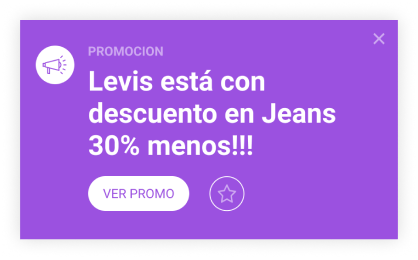 PROMOCION
Levis está con
descuento en Jeans
30% menos!!!
VER PROMO